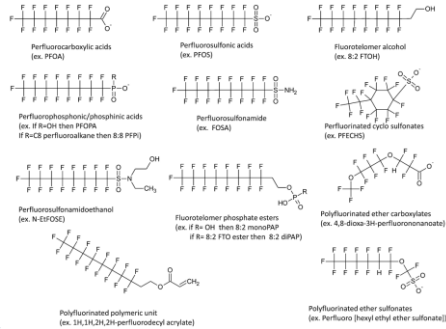 Perfluorocarboxylic acids
(ex. PFOA)
Perfluorosulfonic acids
(ex. PFOS)
Fluorotelomer alcohol
(ex. 8:2 FTOH)
Perfluorophosphonic/phosphinic acids
(ex. If R=OH then PFOPA
If R=C8 perfluoroalkane then 8:8 PFPi)
Perfluorosulfonamide
(ex. FOSA)
Perfluorinated cyclo sulfonates
(ex. PFECHS)
Perfluorosulfonamidoethanol
(ex. N-EtFOSE)
Fluorotelomer phosphate esters
(ex. if R= OH then 8:2 monoPAP
if R= 8:2 FTO ester then 8:2 diPAP)
Polyfluorinated ether carboxylates
(ex. 4,8-dioxa-3H-perfluorononanoate)
Polyfluorinated polymeric unit
(ex. 1H,1H,2H,2H-perfluorodecyl acrylate)
Polyfluorinated ether sulfonates
(ex. Perfluoro [hexyl ethyl ether sulfonate])